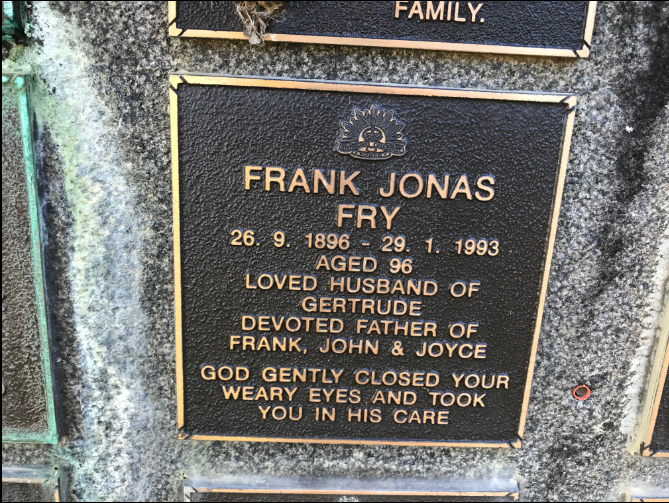 FAMILY.
FRANK JONAS
FRY
26. 9. 1896 - 29. 1. 1993
AGED 96
LOVED HUSBAND OF
GERTRUDE
DEVOTED FATHER OF
FRANK, JOHN & JOYCE
GOD GENTLY CLOSED YOUR
WEARY EYES AND TOOK
YOU IN HIS CARE